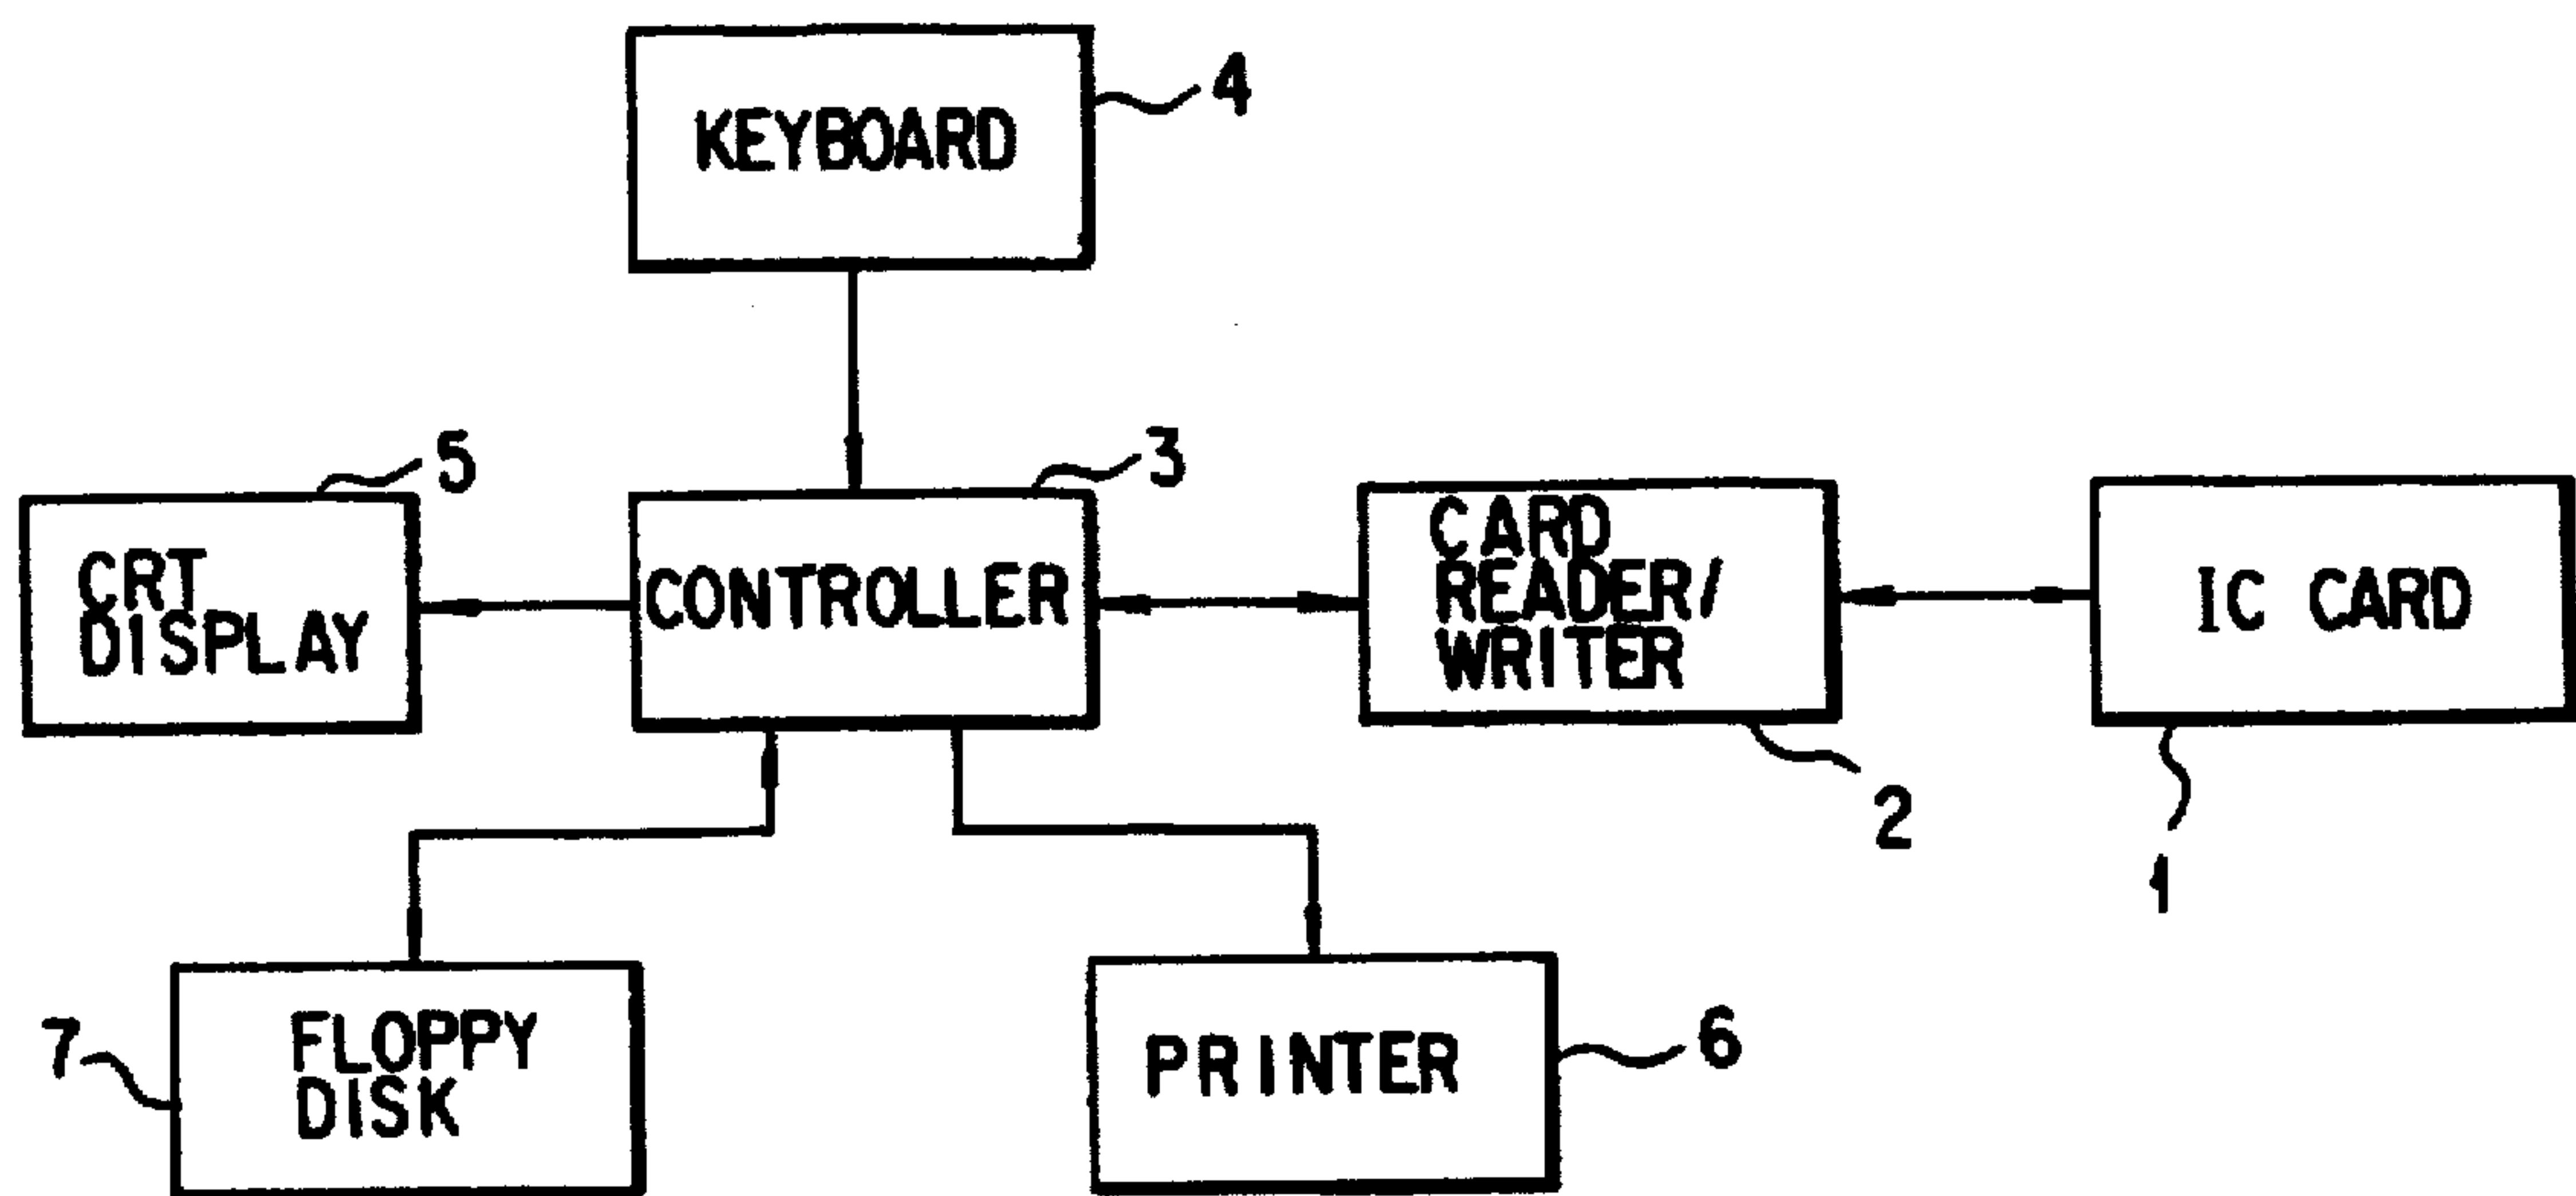 KEYBOARD
4
5
3
CRT
DISPLAY
CONTROLLER
CARD
READER/
WRITER
IC CARD
2
1
7
FLOPPY
DISK
PRINTER
6